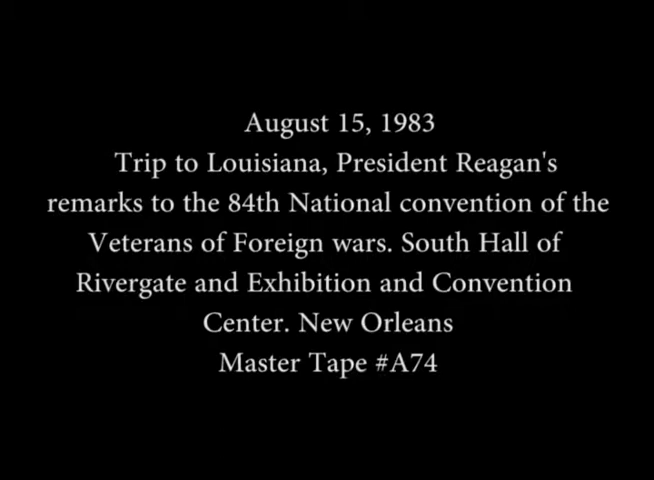 August 15, 1983
Trip to Louisiana, President Reagan's
remarks to the 84th National convention of the
Veterans of Foreign wars. South Hall of
Rivergate and Exhibition and Convention
Center. New Orleans
Master Tape #A74